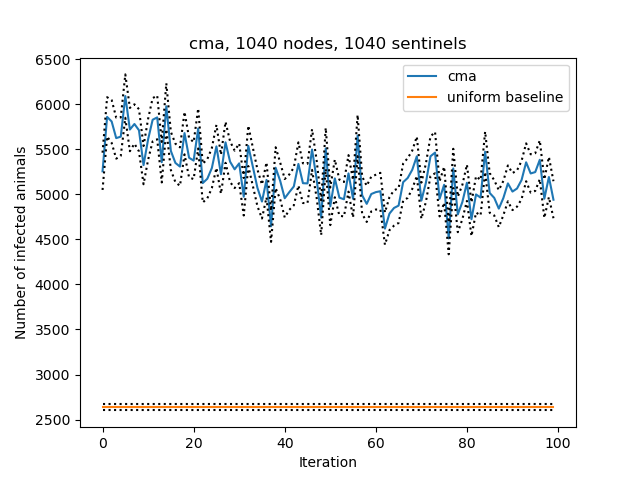 cma, 1040 nodes, 1040 sentinels
cma
uniform baseline
Number of infected animals
6500
6000
5500
5000
4500
4000
3500
3000
2500
0 20 40 60 80 100
Iteration